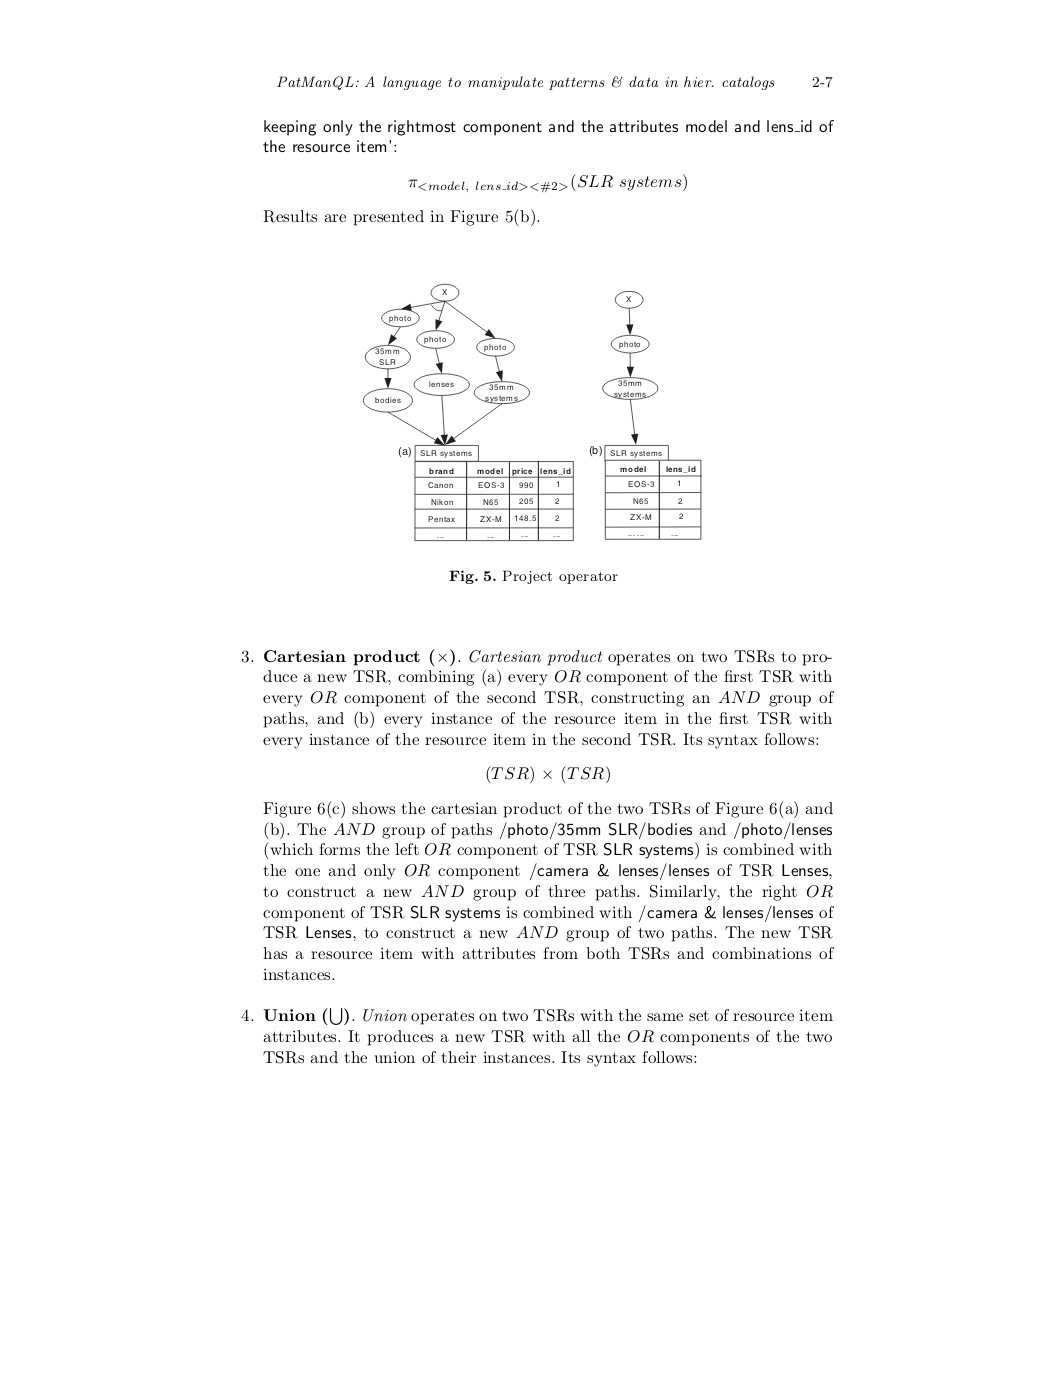 PatManQL: A language to manipulate patterns & data in hier. catalogs 2-7
keeping only the rightmost component and the attributes model and lens_id of
the resource item':
π<model, lens_id><#2>(SLR systems)
Results are presented in Figure 5(b).
X
photo
35mm
SLR
bodies
photo
lenses
photo
35mm
systems
(a)
SLR systems
brand model price lens_id
Canon EOS-3 990 1
Nikon N65 205 2
Pentax ZX-M 148.5 2
... ... ... ...
X
photo
35mm
systems
(b)
SLR systems
model lens_id
EOS-3 1
N65 2
ZX-M 2
... ... ...
Fig. 5. Project operator
3. Cartesian product (×). Cartesian product operates on two TSRs to pro-
duce a new TSR, combining (a) every OR component of the first TSR with
every OR component of the second TSR, constructing an AND group of
paths, and (b) every instance of the resource item in the first TSR with
every instance of the resource item in the second TSR. Its syntax follows:
(TSR) × (TSR)
Figure 6(c) shows the cartesian product of the two TSRs of Figure 6(a) and
(b). The AND group of paths /photo/35mm SLR/bodies and /photo/lenses
(which forms the left OR component of TSR SLR systems) is combined with
the one and only OR component /camera & lenses/lenses of TSR Lenses,
to construct a new AND group of three paths. Similarly, the right OR
component of TSR SLR systems is combined with /camera & lenses/lenses of
TSR Lenses, to construct a new AND group of two paths. The new TSR
has a resource item with attributes from both TSRs and combinations of
instances.
4. Union (⋃). Union operates on two TSRs with the same set of resource item
attributes. It produces a new TSR with all the OR components of the two
TSRs and the union of their instances. Its syntax follows: